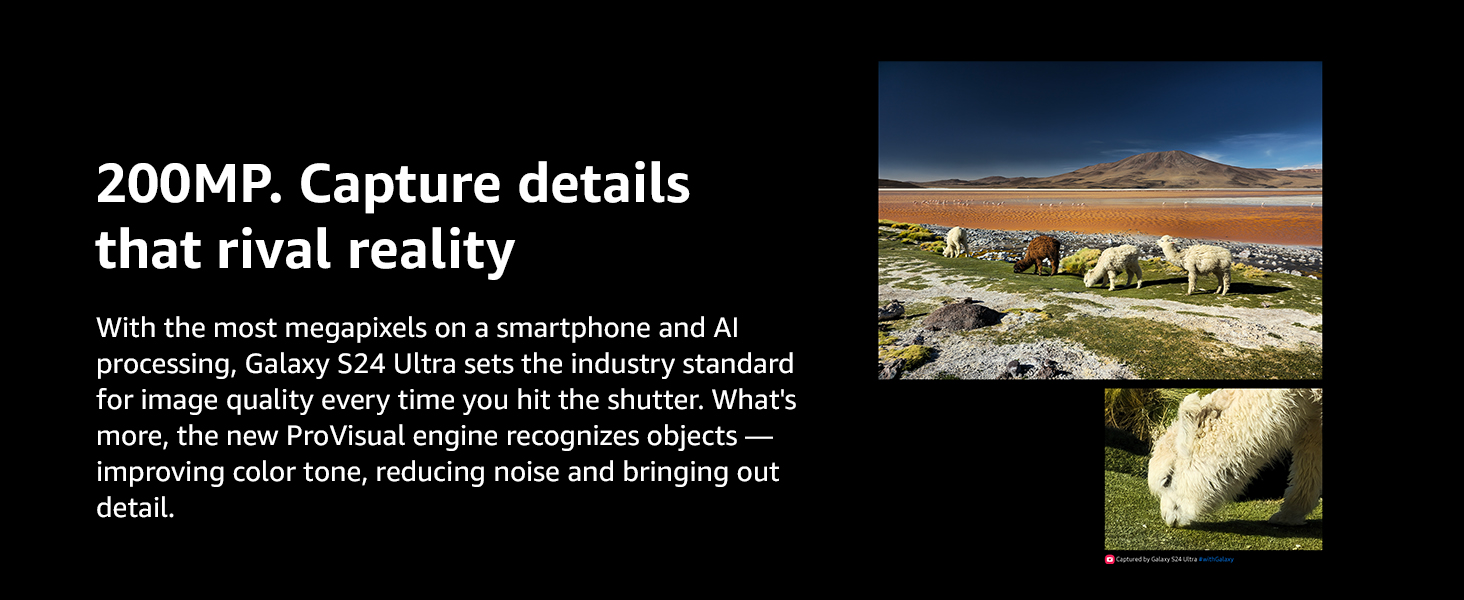 200MP. Capture details
that rival reality
With the most megapixels on a smartphone and AI
processing, Galaxy S24 Ultra sets the industry standard
for image quality every time you hit the shutter. What's
more, the new ProVisual engine recognizes objects —
improving color tone, reducing noise and bringing out
detail.
Captured by Galaxy S24 Ultra #withGalaxy